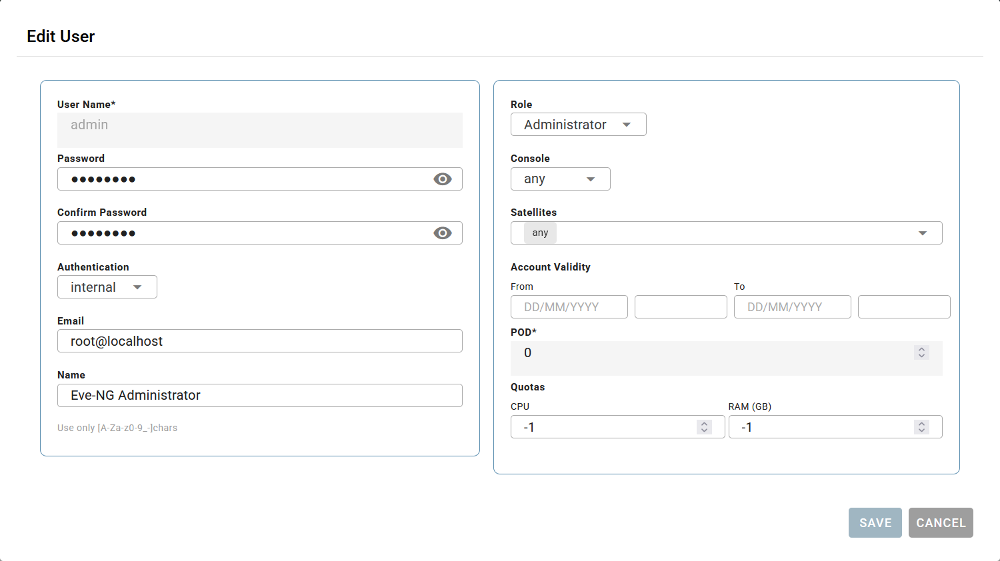 Edit User
User Name*
admin
Password
●●●●●●●●
Confirm Password
●●●●●●●●
Authentication
internal
Email
root@localhost
Name
Eve-NG Administrator
Use only [A-Za-z0-9_-]chars
Role
Administrator
Console
any
Satellites
any
Account Validity
From To
DD/MM/YYYY DD/MM/YYYY
POD*
0
Quotas
CPU RAM (GB)
-1 -1
SAVE CANCEL